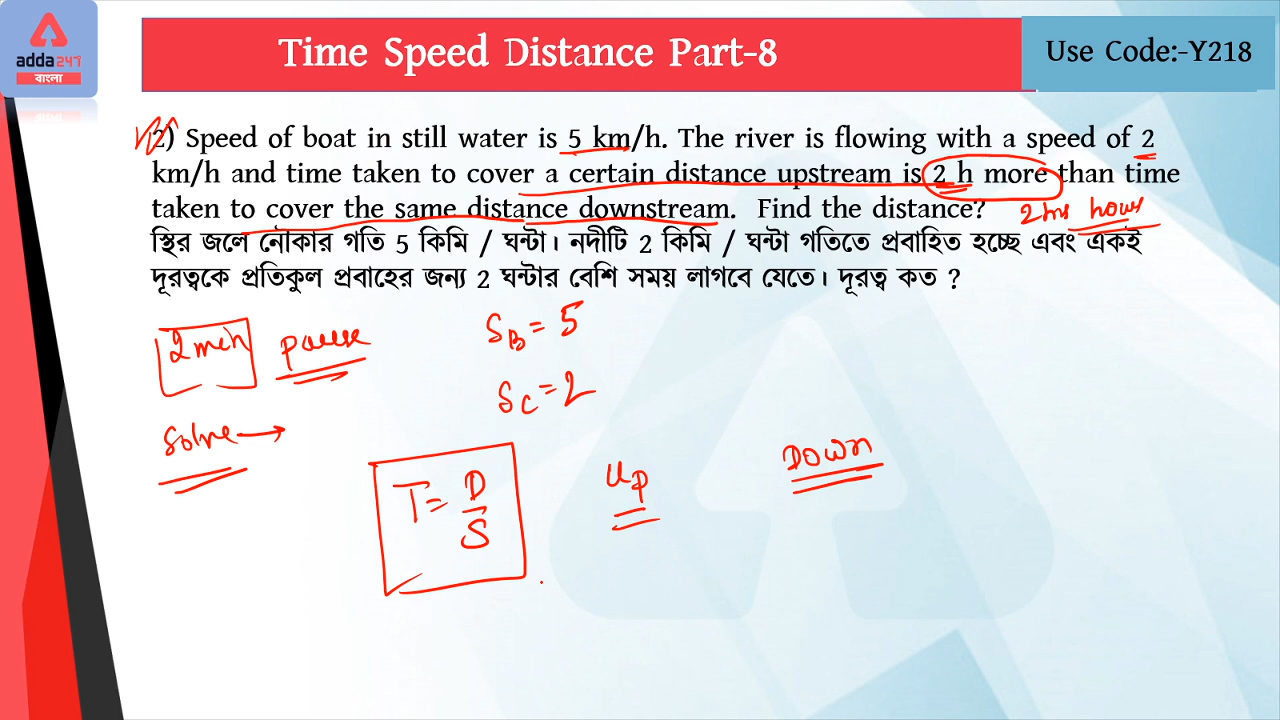 adda247
বাংলা
Time Speed Distance Part-8
Use Code:-Y218
2) Speed of boat in still water is 5 km/h. The river is flowing with a speed of 2
km/h and time taken to cover a certain distance upstream is 2 h more than time
taken to cover the same distance downstream. Find the distance?
2 hrs hours
স্থির জলে নৌকার গতি 5 কিমি / ঘন্টা। নদীটি 2 কিমি / ঘন্টা গতিতে প্রবাহিত হচ্ছে এবং একই
দূরত্বকে প্রতিকুল প্রবাহের জন্য 2 ঘন্টার বেশি সময় লাগবে যেতে। দূরত্ব কত ?
pause
S_B = 5
S_C = 2
Solve →
T = D/S
Up
Down